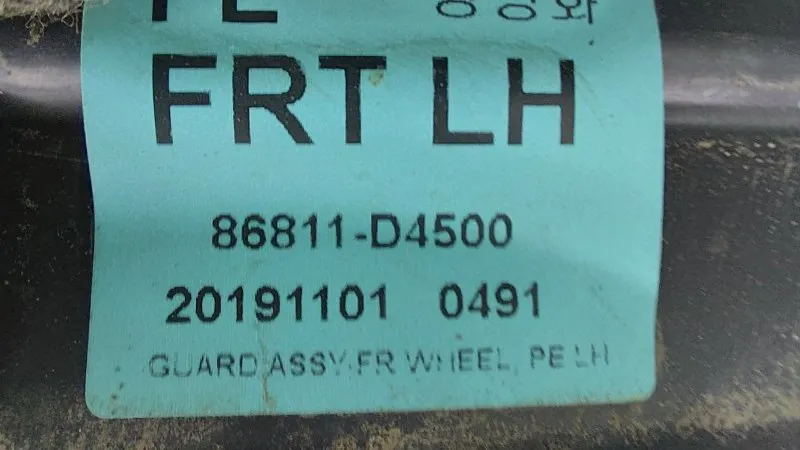 FRT LH
86811-D4500
20191101 0491
GUARD ASSY-FR WHEEL, PE LH